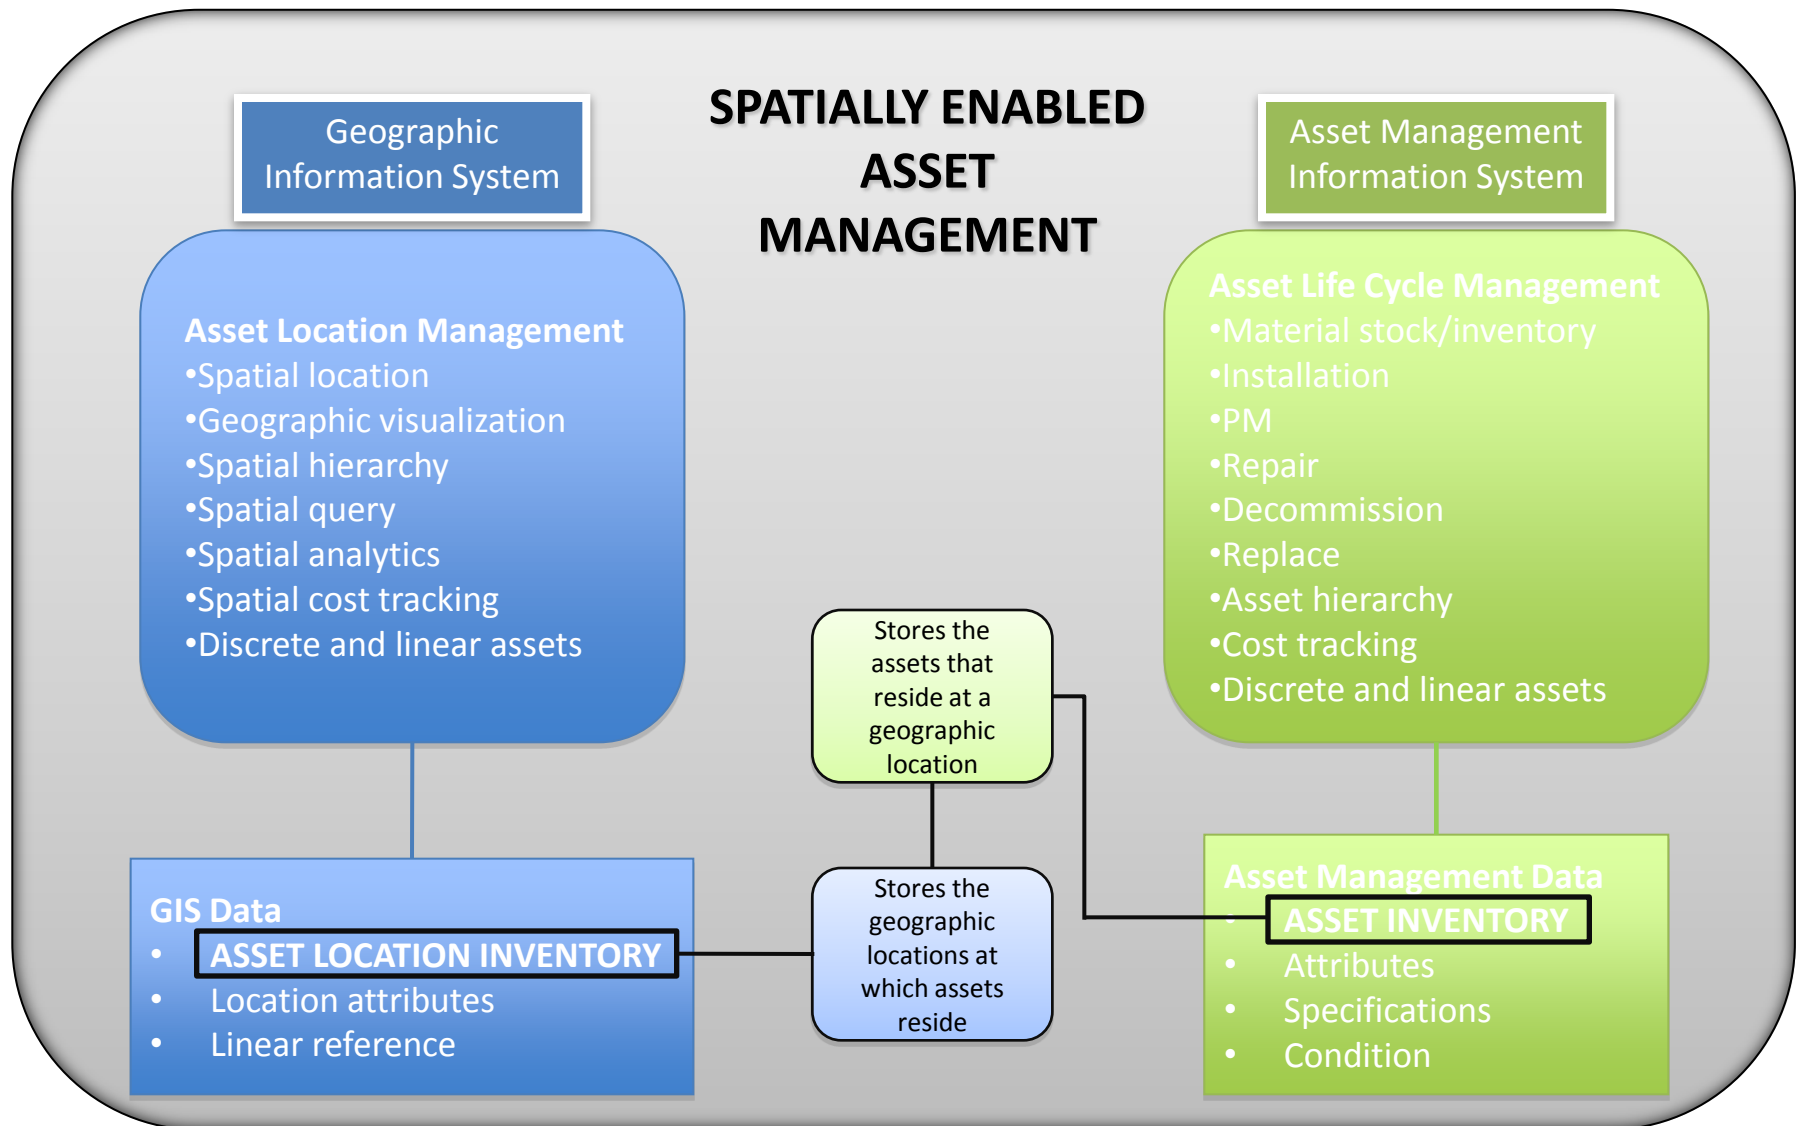 SPATIALLY ENABLED
ASSET
MANAGEMENT
Geographic
Information System
Asset Location Management
•Spatial location
•Geographic visualization
•Spatial hierarchy
•Spatial query
•Spatial analytics
•Spatial cost tracking
•Discrete and linear assets
GIS Data
• ASSET LOCATION INVENTORY
• Location attributes
• Linear reference
Stores the
assets that
reside at a
geographic
location
Stores the
geographic
locations at
which assets
reside
Asset Management
Information System
Asset Life Cycle Management
•Material stock/inventory
•Installation
•PM
•Repair
•Decommission
•Replace
•Asset hierarchy
•Cost tracking
•Discrete and linear assets
Asset Management Data
• ASSET INVENTORY
• Attributes
• Specifications
• Condition